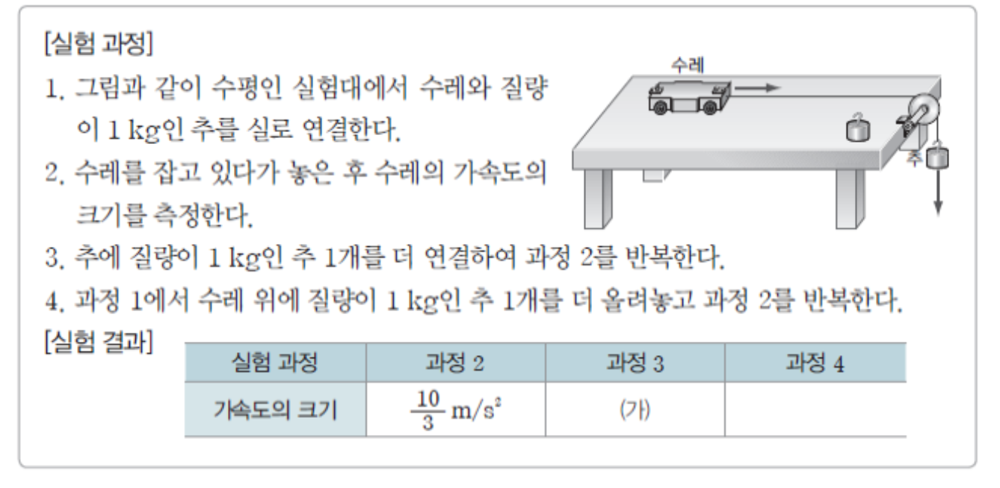 [실험 과정]
수레
1. 그림과 같이 수평인 실험대에서 수레와 질량
이 1 kg인 추를 실로 연결한다.
2. 수레를 잡고 있다가 놓은 후 수레의 가속도의
크기를 측정한다.
추
3. 추에 질량이 1 kg인 추 1개를 더 연결하여 과정 2를 반복한다.
4. 과정 1에서 수레 위에 질량이 1 kg인 추 1개를 더 올려놓고 과정 2를 반복한다.
[실험 결과]
실험 과정 과정 2 과정 3 과정 4
가속도의 크기 10/3 m/s² (가)